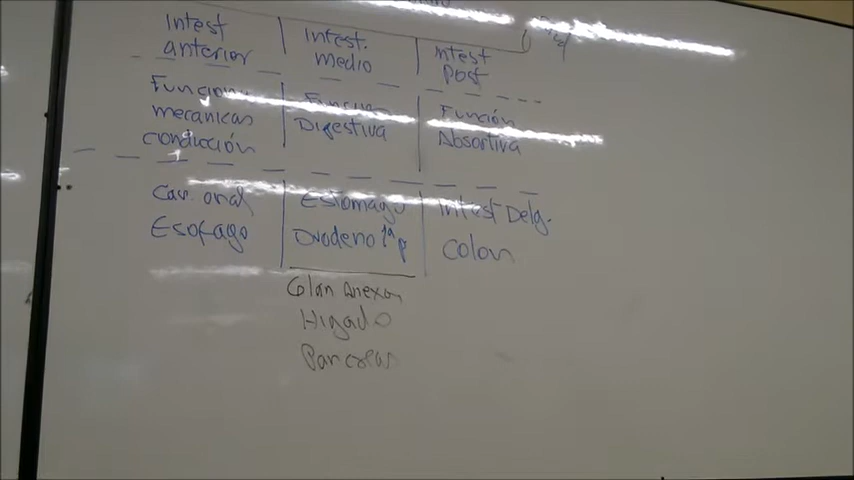 Intest anterior
Intest. Medio
Intest Post
Funciones mecanicas conducción
Función Digestiva
Función Absortiva
Cav oral
Esofago
Estomago
Duodeno 1ª p
Intest Delg.
Colon
Glan anexas
Higado
Pancreas